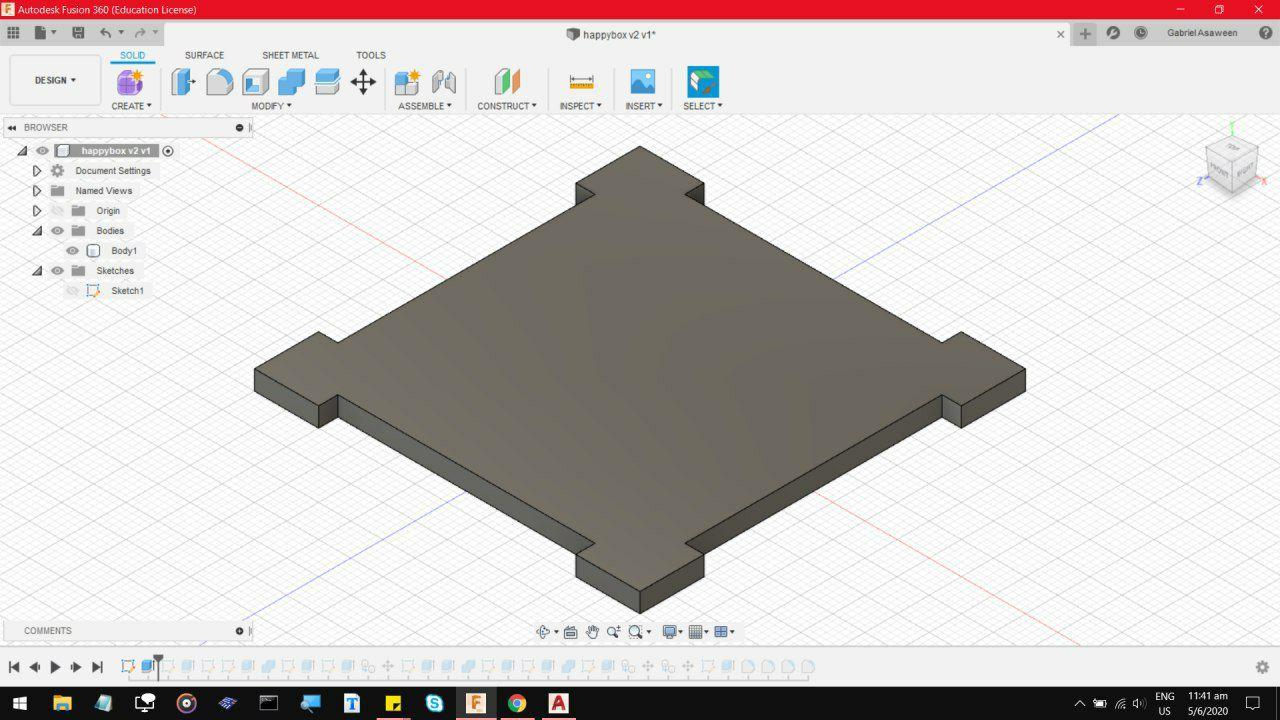 Autodesk Fusion 360 (Education License)
happybox v2 v1*
Gabriel Asaween
DESIGN
SOLID
SURFACE
SHEET METAL
TOOLS
CREATE
MODIFY
ASSEMBLE
CONSTRUCT
INSPECT
INSERT
SELECT
BROWSER
happybox v2 v1
Document Settings
Named Views
Origin
Bodies
Body1
Sketches
Sketch1
Y
TOP
FRONT
RIGHT
Z
X
COMMENTS
ENG
US
11:41 am
5/6/2020